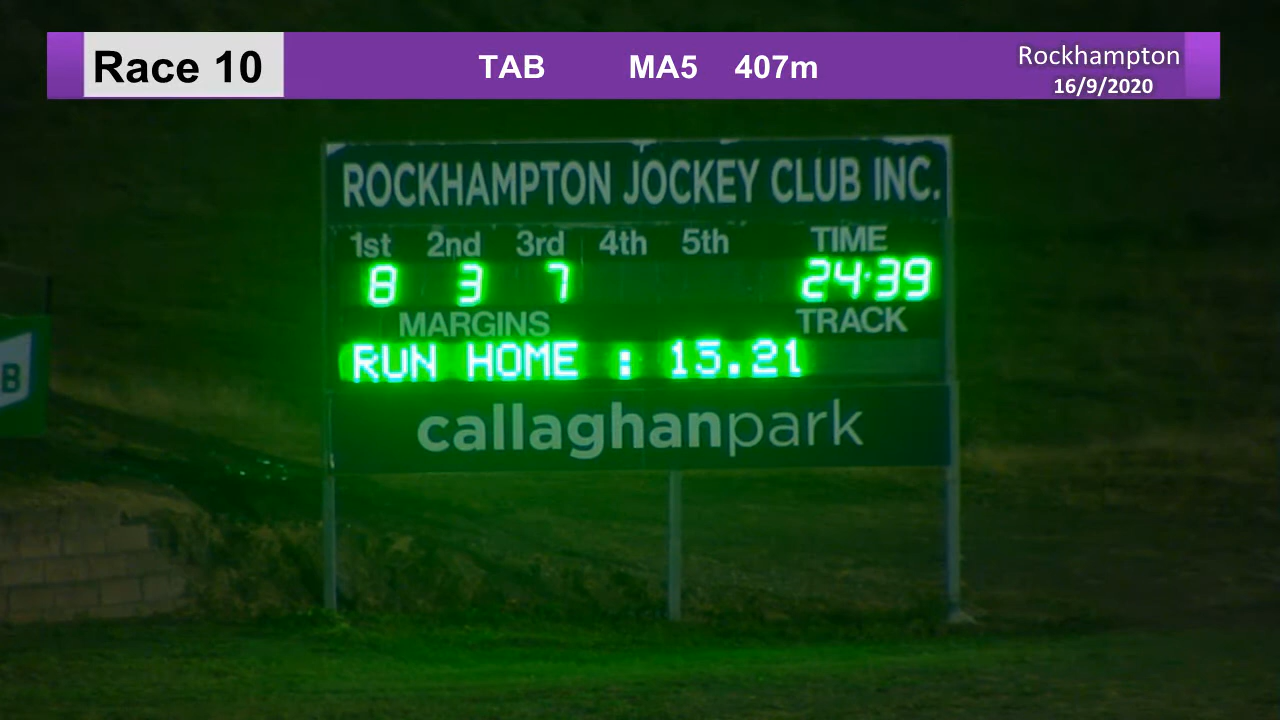 Race 10 TAB MA5 407m Rockhampton
16/9/2020
ROCKHAMPTON JOCKEY CLUB INC.
1st 2nd 3rd 4th 5th TIME
8 3 7 24.39
MARGINS TRACK
RUN HOME : 15.21
B
callaghanpark